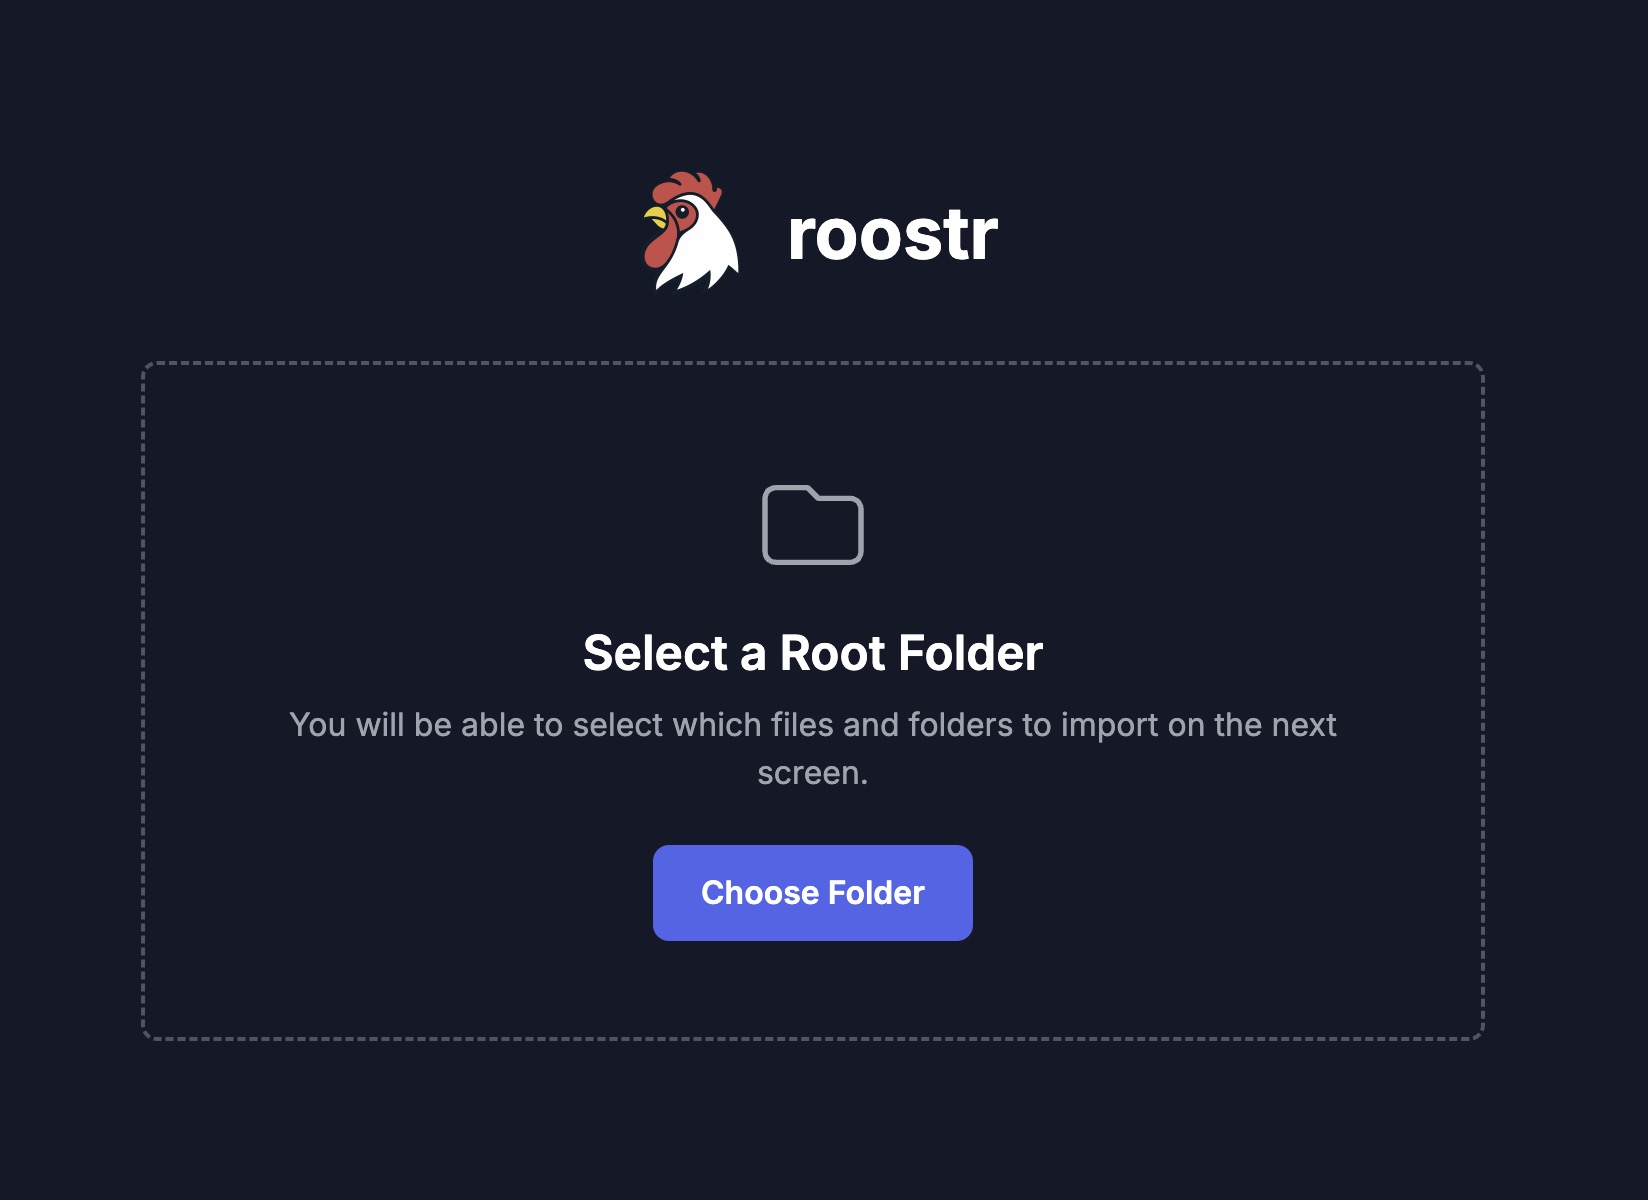 roostr
Select a Root Folder
You will be able to select which files and folders to import on the next
screen.
Choose Folder